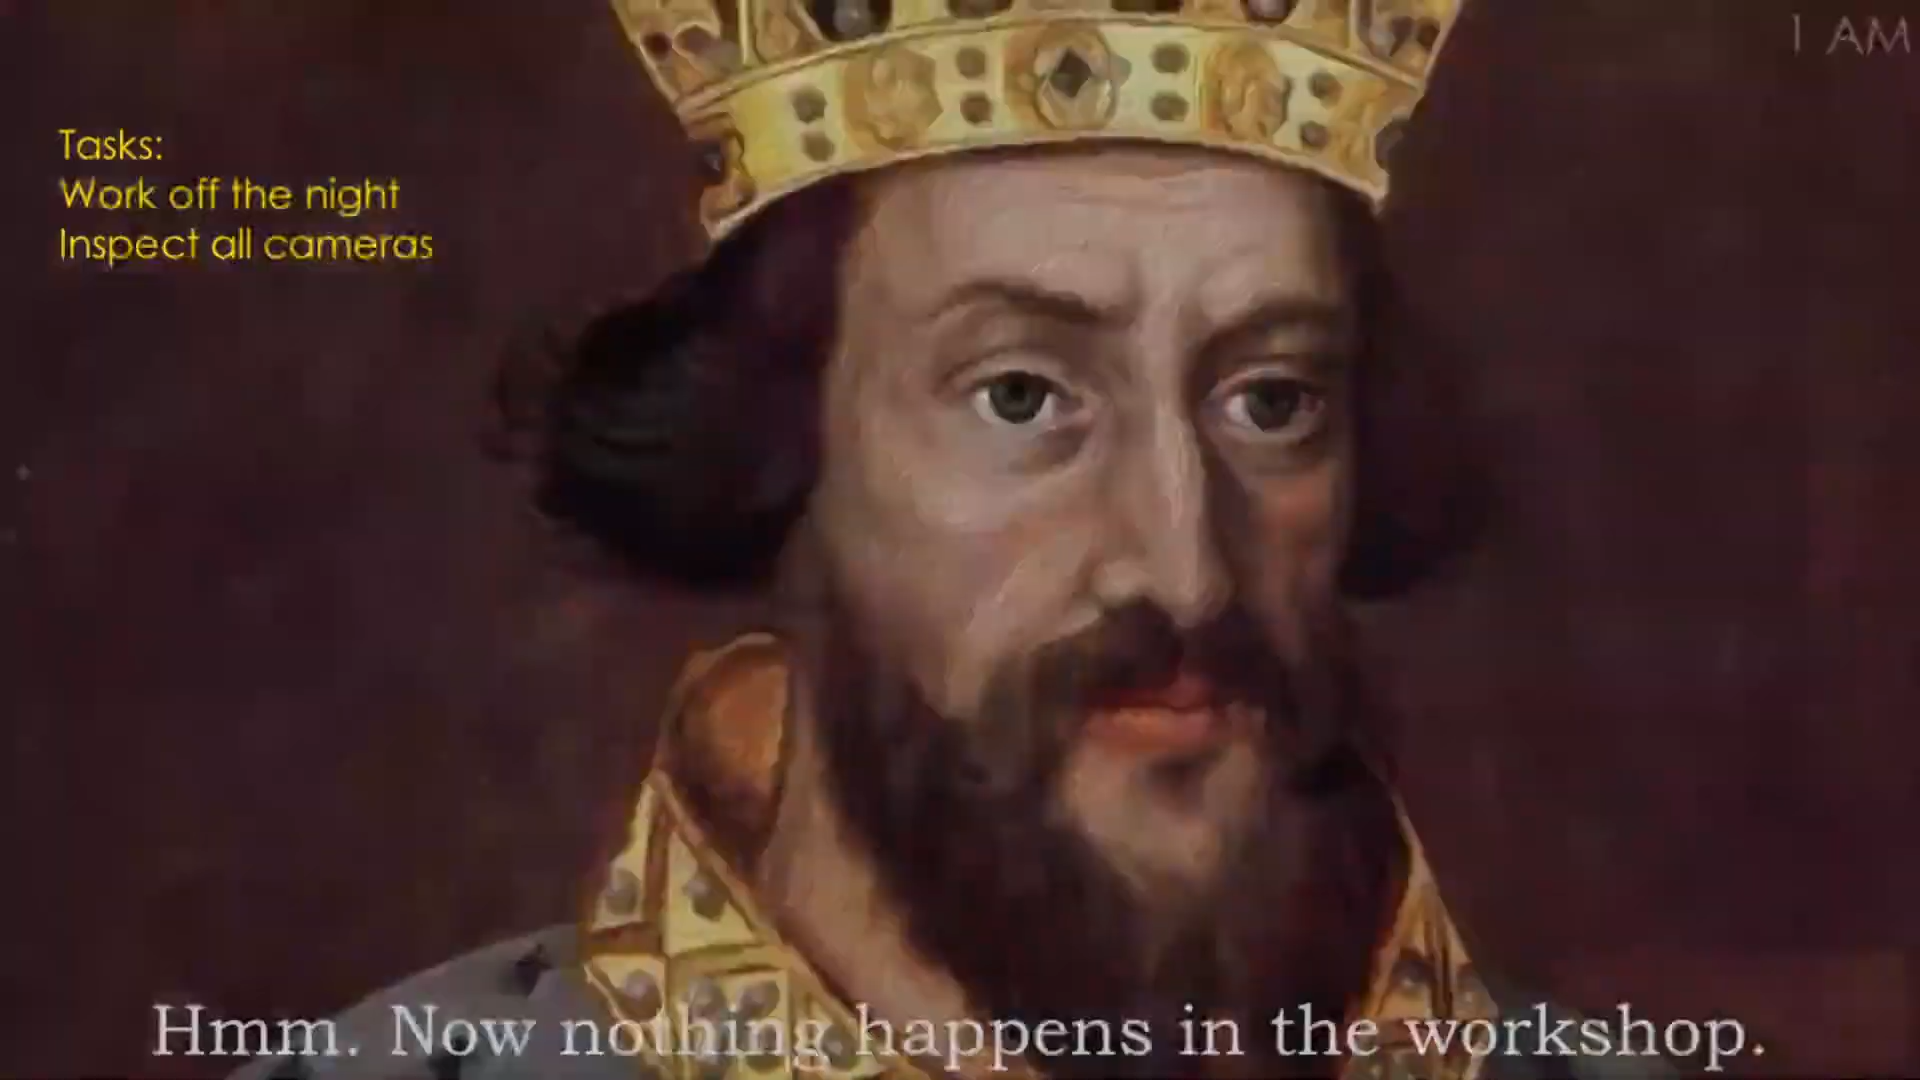 I AM
Tasks:
Work off the night
Inspect all cameras
Hmm. Now nothing happens in the workshop.